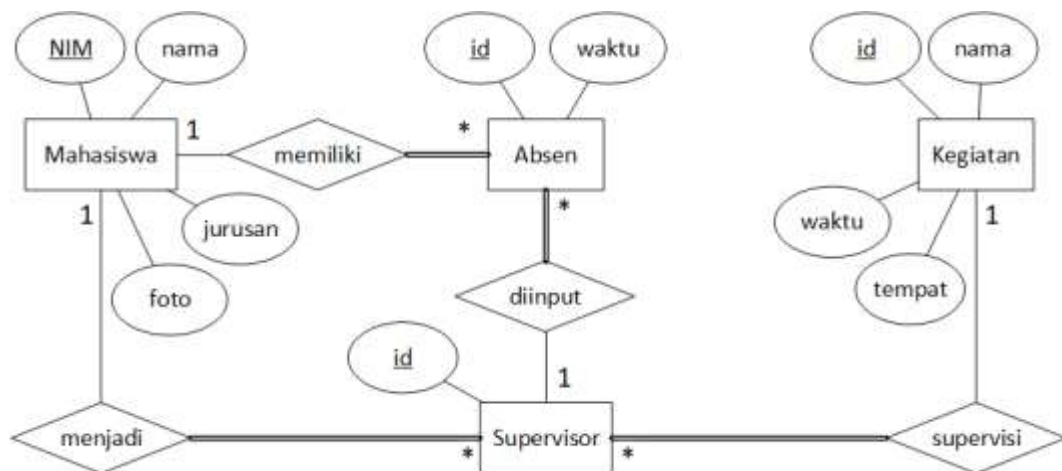 NIM
nama
id
waktu
id
nama
1
*
Mahasiswa
memiliki
Absen
Kegiatan
1
*
1
jurusan
waktu
foto
diinput
tempat
id
1
menjadi
Supervisor
supervisi
*
*